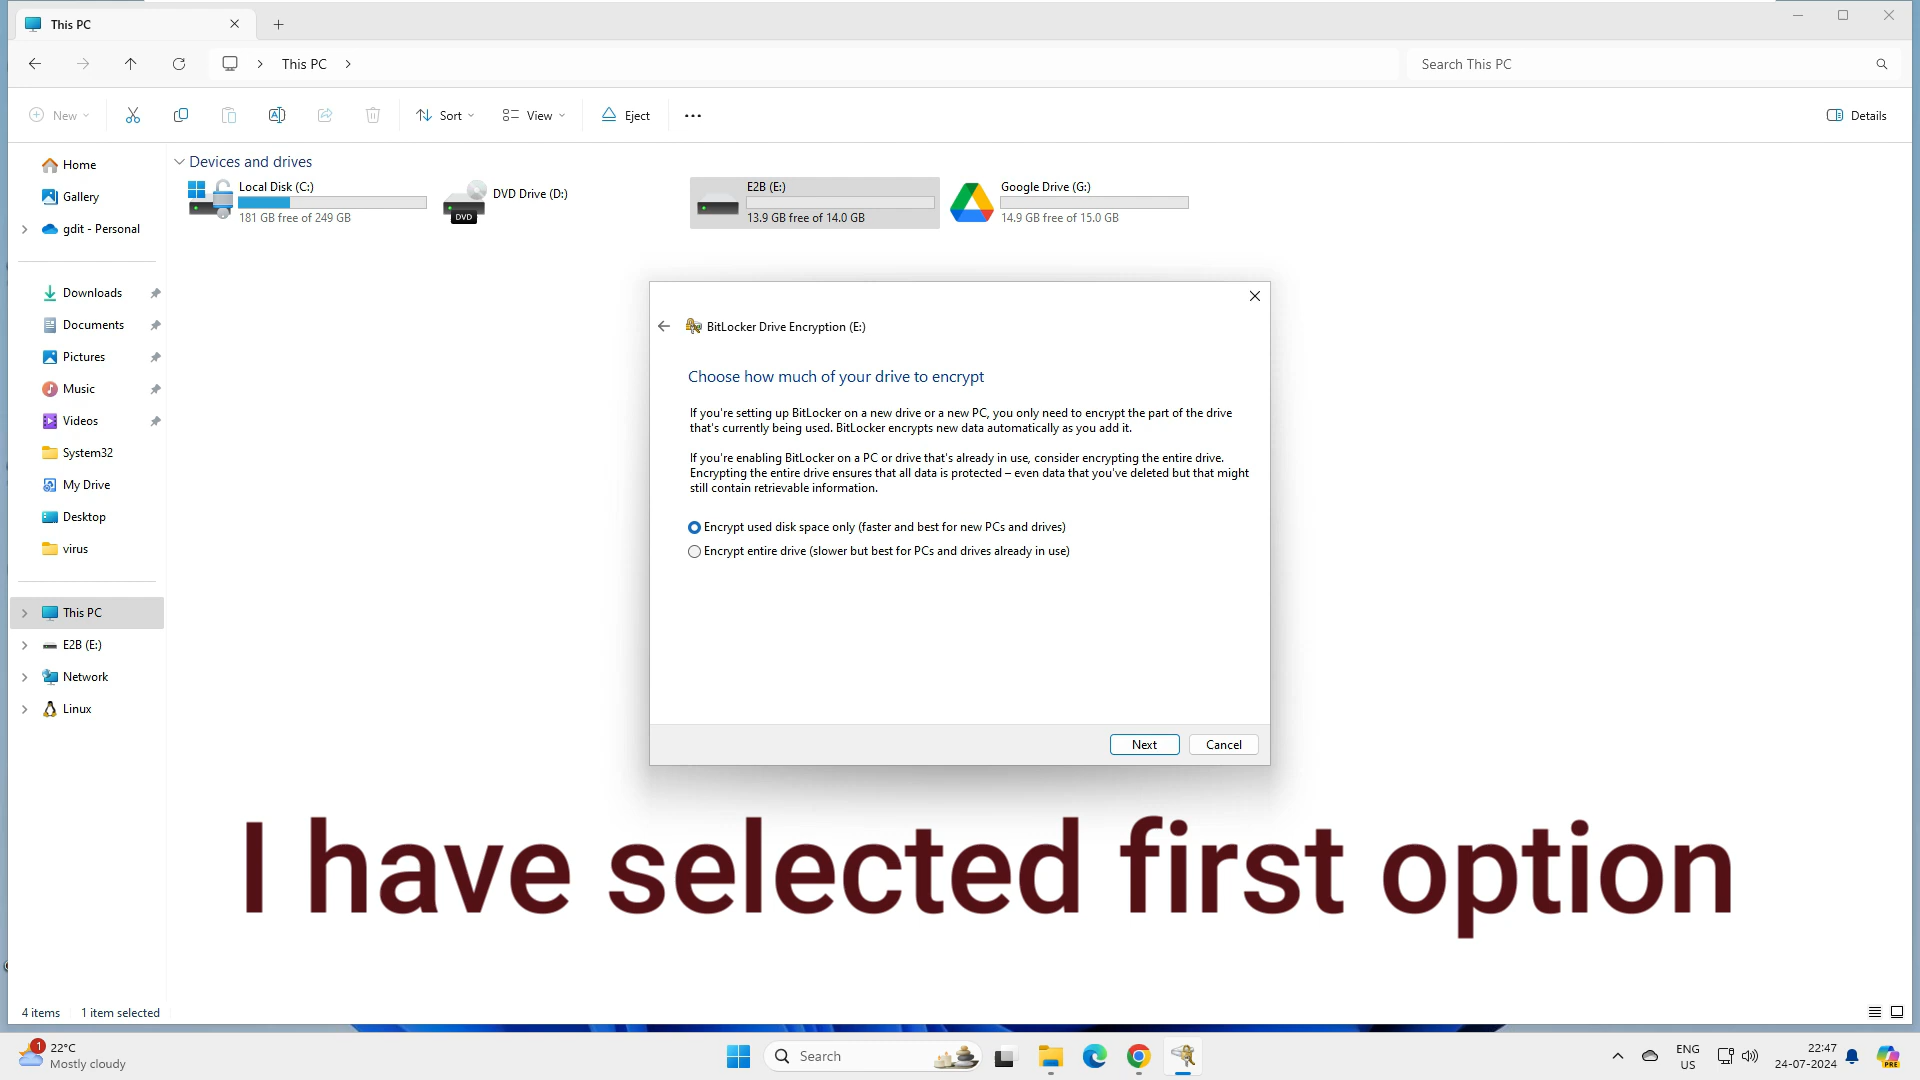 This PC
This PC
Search This PC
New
Sort
View
Eject
Details
Home
Gallery
gdit - Personal
Downloads
Documents
Pictures
Music
Videos
System32
My Drive
Desktop
virus
This PC
E2B (E:)
Network
Linux
Devices and drives
Local Disk (C:)
181 GB free of 249 GB
DVD Drive (D:)
DVD
E2B (E:)
13.9 GB free of 14.0 GB
Google Drive (G:)
14.9 GB free of 15.0 GB
BitLocker Drive Encryption (E:)
Choose how much of your drive to encrypt
If you're setting up BitLocker on a new drive or a new PC, you only need to encrypt the part of the drive
that's currently being used. BitLocker encrypts new data automatically as you add it.
If you're enabling BitLocker on a PC or drive that's already in use, consider encrypting the entire drive.
Encrypting the entire drive ensures that all data is protected – even data that you've deleted but that might
still contain retrievable information.
Encrypt used disk space only (faster and best for new PCs and drives)
Encrypt entire drive (slower but best for PCs and drives already in use)
Next
Cancel
I have selected first option
4 items
1 item selected
1
22°C
Mostly cloudy
Search
ENG
US
22:47
24-07-2024
PRE